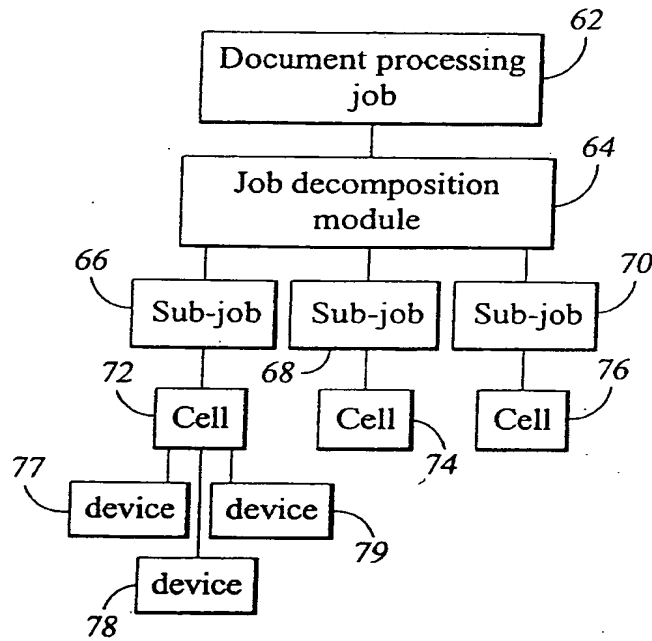 62
Document processing
job
64
Job decomposition
module
66
70
Sub-job
Sub-job
Sub-job
72
68
76
Cell
Cell
Cell
74
77
device
device
79
device
78